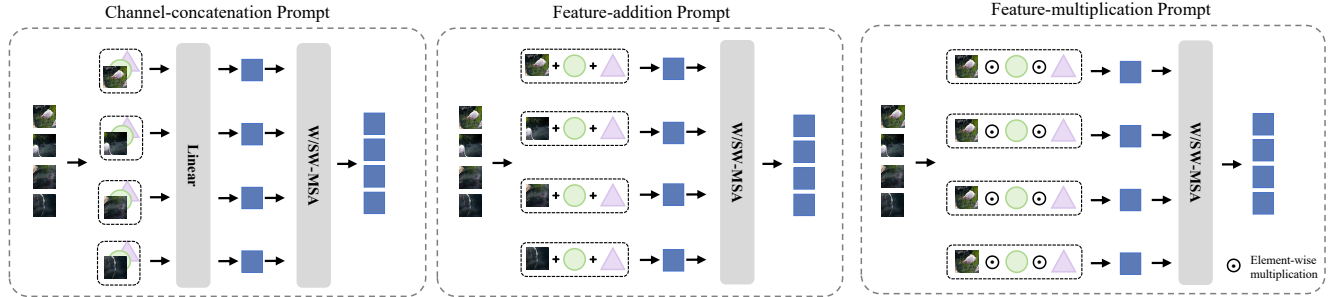 Channel-concatenation Prompt
Linear
W/SW-MSA
Feature-addition Prompt
+ +
+ +
+ +
+ +
W/SW-MSA
Feature-multiplication Prompt
W/SW-MSA
Element-wise
multiplication